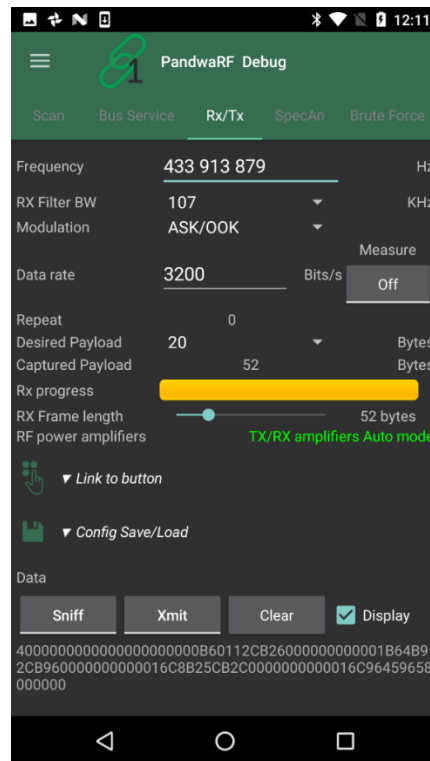 12:11
PandwaRF Debug
Scan Bus Service Rx/Tx SpecAn Brute Force
Frequency 433 913 879 Hz
RX Filter BW 107 KHz
Modulation ASK/OOK
Measure
Data rate 3200 Bits/s Off
Repeat 0
Desired Payload 20 Bytes
Captured Payload 52 Bytes
Rx progress
RX Frame length 52 bytes
RF power amplifiers TX/RX amplifiers Auto mode
▼ Link to button
▼ Config Save/Load
Data
Sniff Xmit Clear Display
40000000000000000000000B60112CB26000000000001B64B9
2CB960000000000016C8B25CB2C0000000000016C96459658
000000